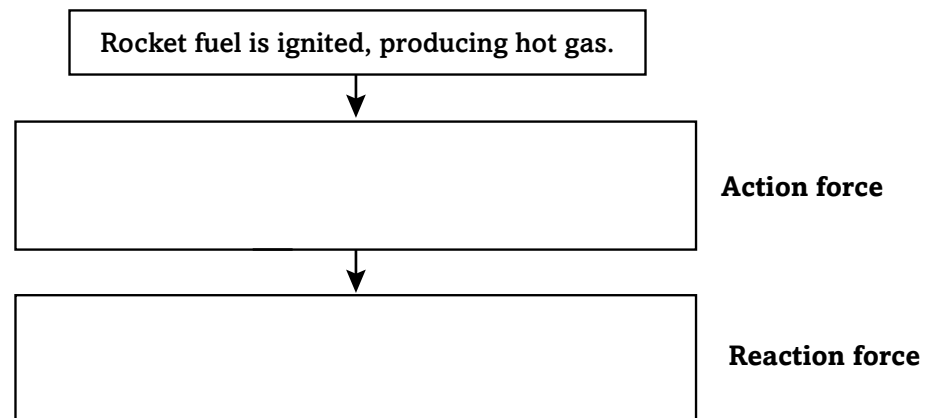 Rocket fuel is ignited, producing hot gas.
Action force
Reaction force